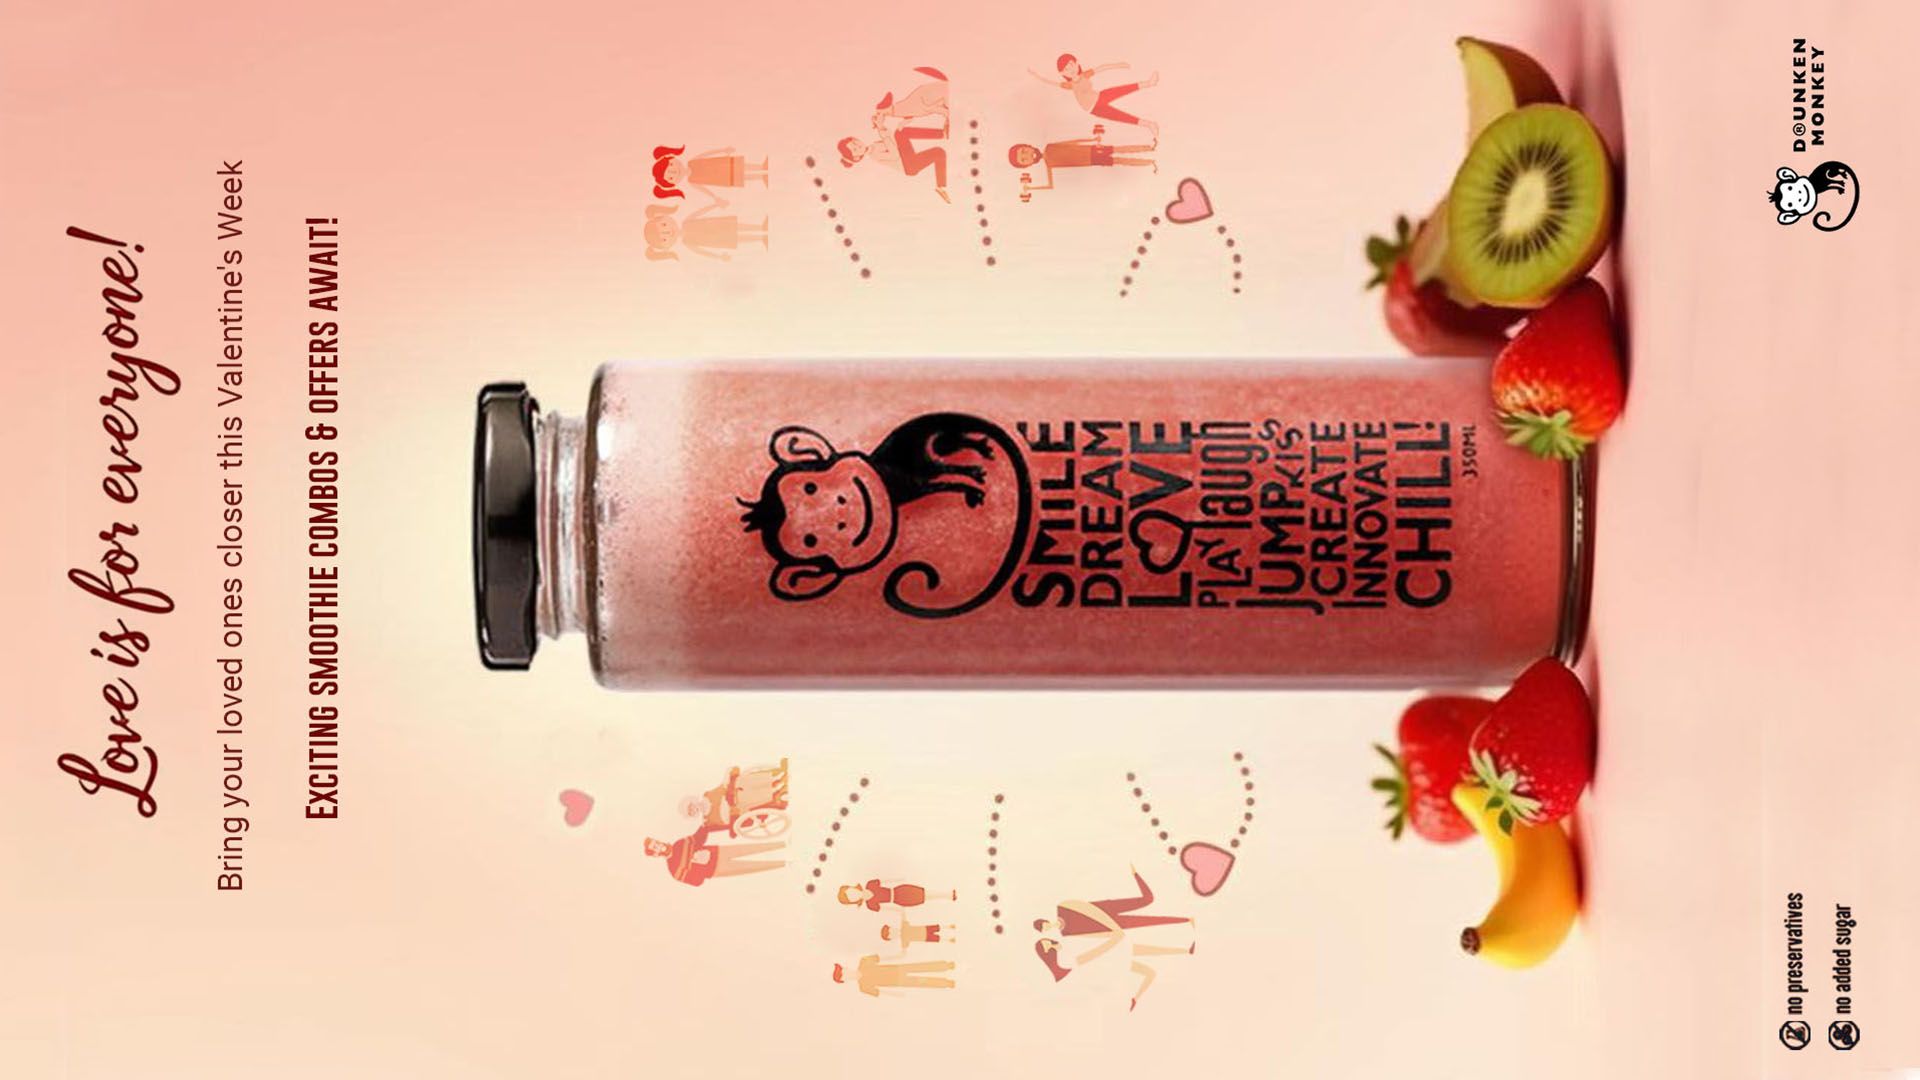 Love is for everyone!
Bring your loved ones closer this Valentine's Week
EXCITING SMOOTHIE COMBOS & OFFERS AWAIT!
SMILE
DREAM
LOVE
PLAY laugh
JUMP KISS
CREATE
INNOVATE
CHILL!
350ML
no preservatives
no added sugar
D®UNKEN
MONKEY